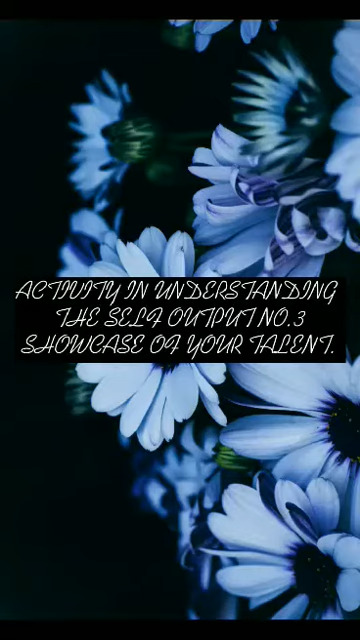 ACTIVITY IN UNDERSTANDING
THE SELF OUTPUT NO.3
SHOWCASE OF YOUR TALENT.